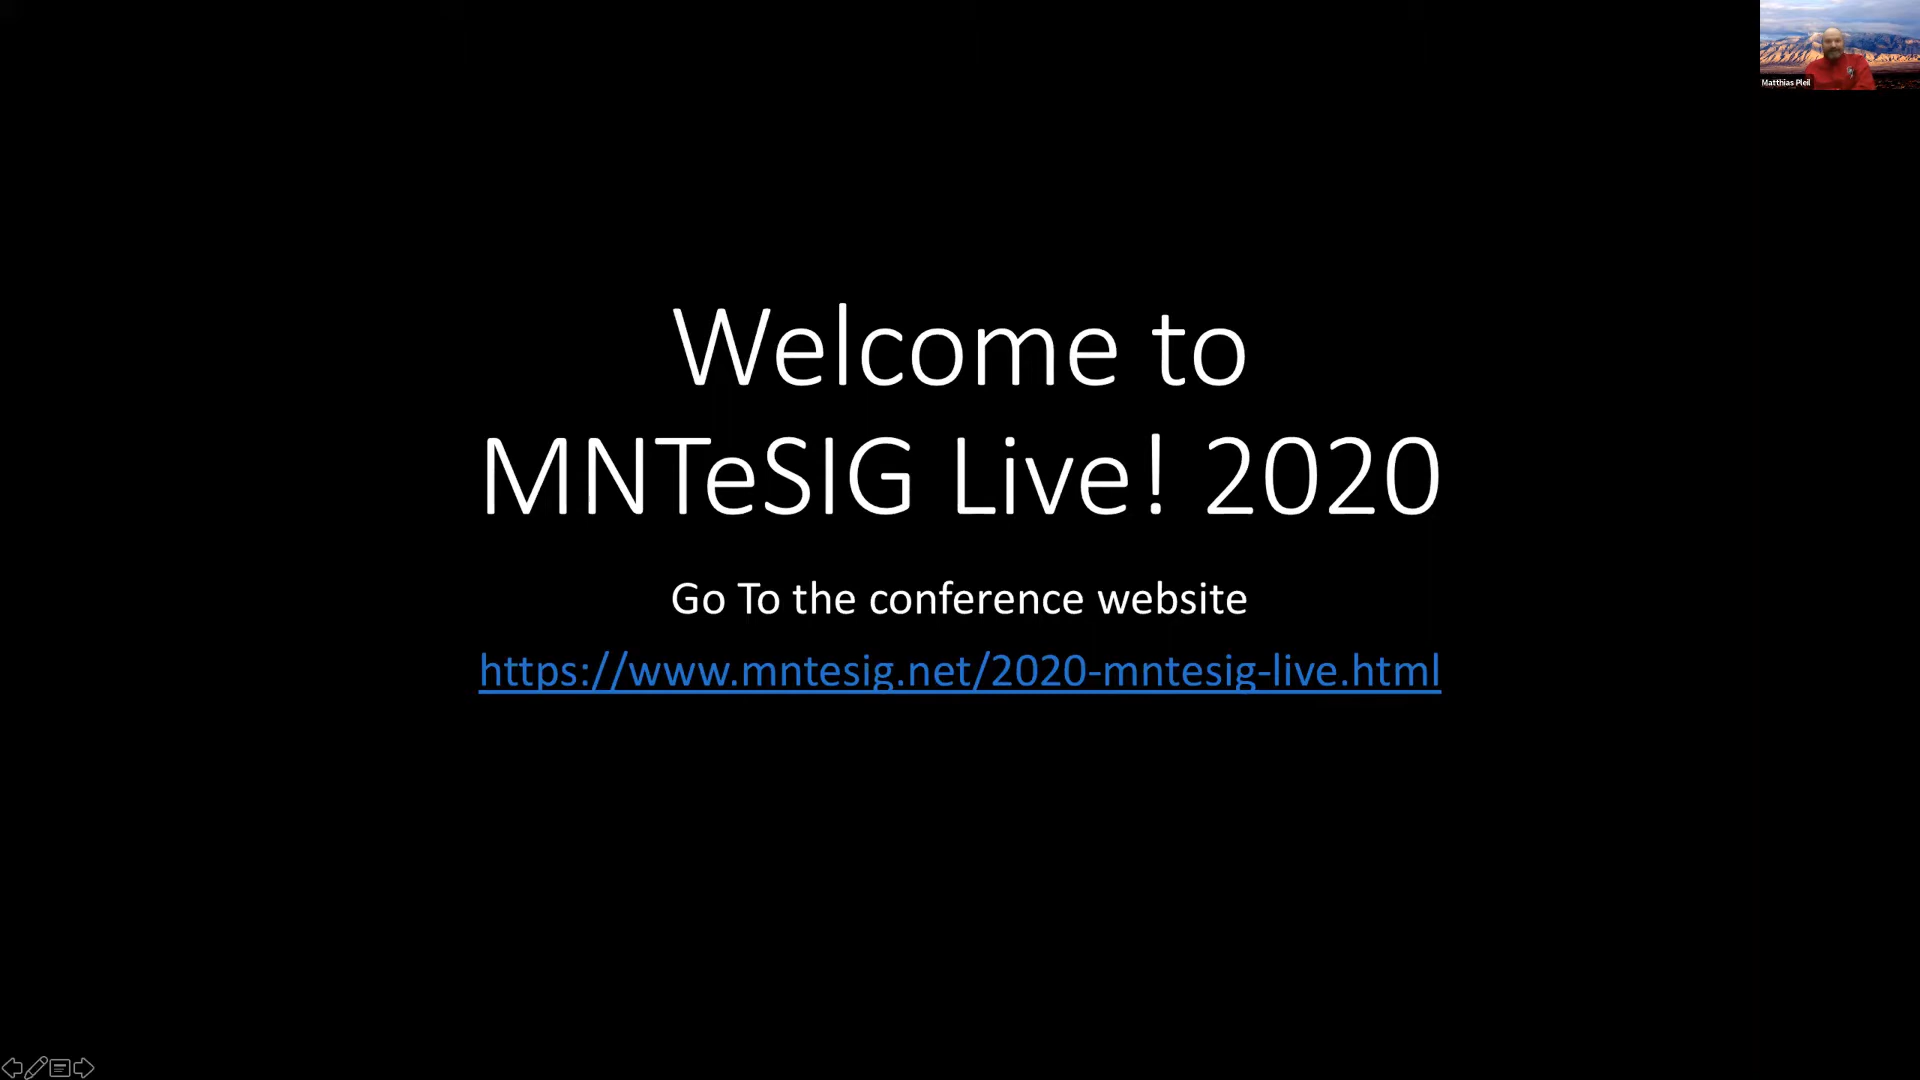 Matthias Pleil
Welcome to
MNTeSIG Live! 2020
Go To the conference website
https://www.mntesig.net/2020-mntesig-live.html